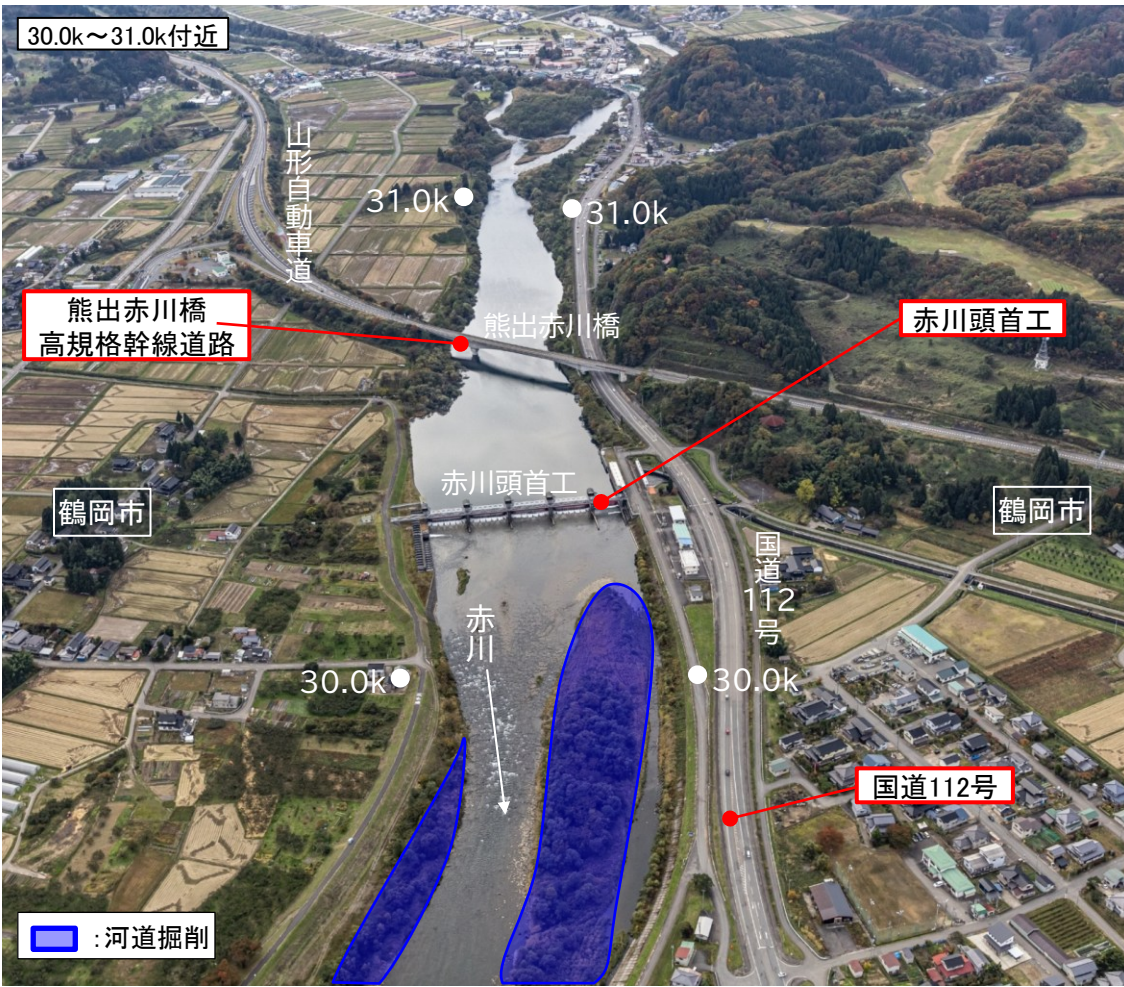 30.0k～31.0k付近
山形自動車道
31.0k
31.0k
熊出赤川橋
高規格幹線道路
熊出赤川橋
赤川頭首工
赤川頭首工
鶴岡市
鶴岡市
国道112号
赤川
30.0k
30.0k
国道112号
：河道掘削